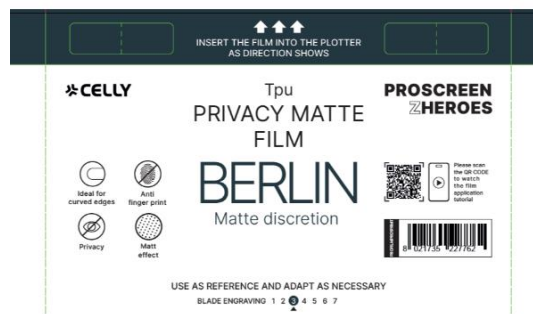 INSERT THE FILM INTO THE PLOTTER
AS DIRECTION SHOWS
CELLY
Tpu
PRIVACY MATTE
FILM
BERLIN
Matte discretion
PROSCREEN
ZHEROES
Ideal for
curved edges
Anti
finger print
Privacy
Matt
effect
Please scan
the QR CODE
to watch
the film
application
tutorial
8 021735 227762
USE AS REFERENCE AND ADAPT AS NECESSARY
BLADE ENGRAVING 1 2 3 4 5 6 7